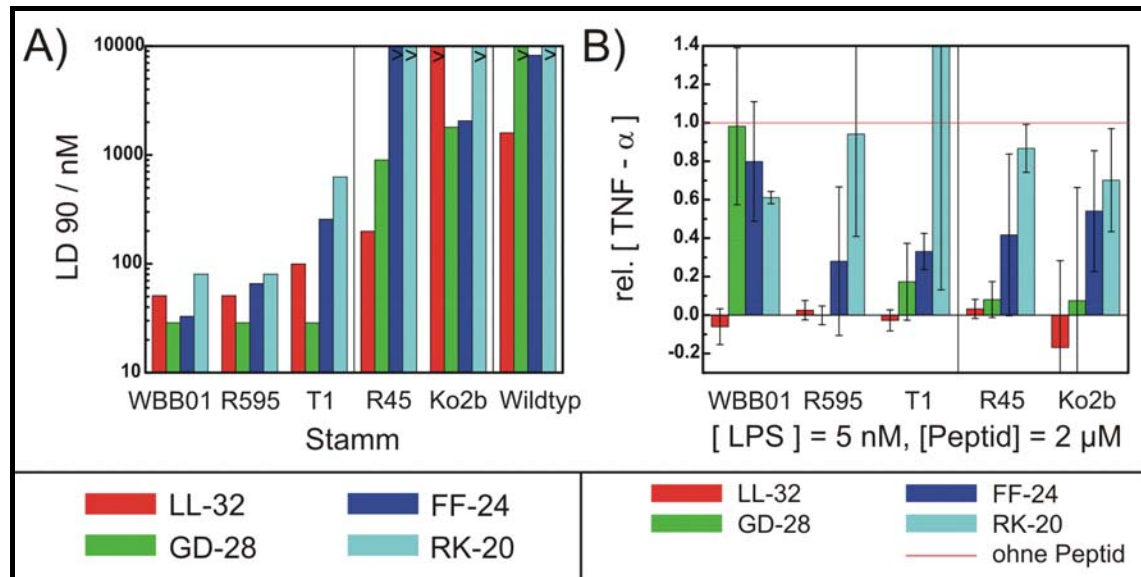 A)
10000
1000
100
10
LD 90 / nM
> > > > > >
WBB01 R595 T1 R45 Ko2b Wildtyp
Stamm
LL-32 FF-24
GD-28 RK-20
B)
1.4
1.2
1.0
0.8
0.6
0.4
0.2
0.0
-0.2
rel. [ TNF - α ]
WBB01 R595 T1 R45 Ko2b
[ LPS ] = 5 nM, [Peptid] = 2 µM
LL-32 FF-24
GD-28 RK-20
ohne Peptid